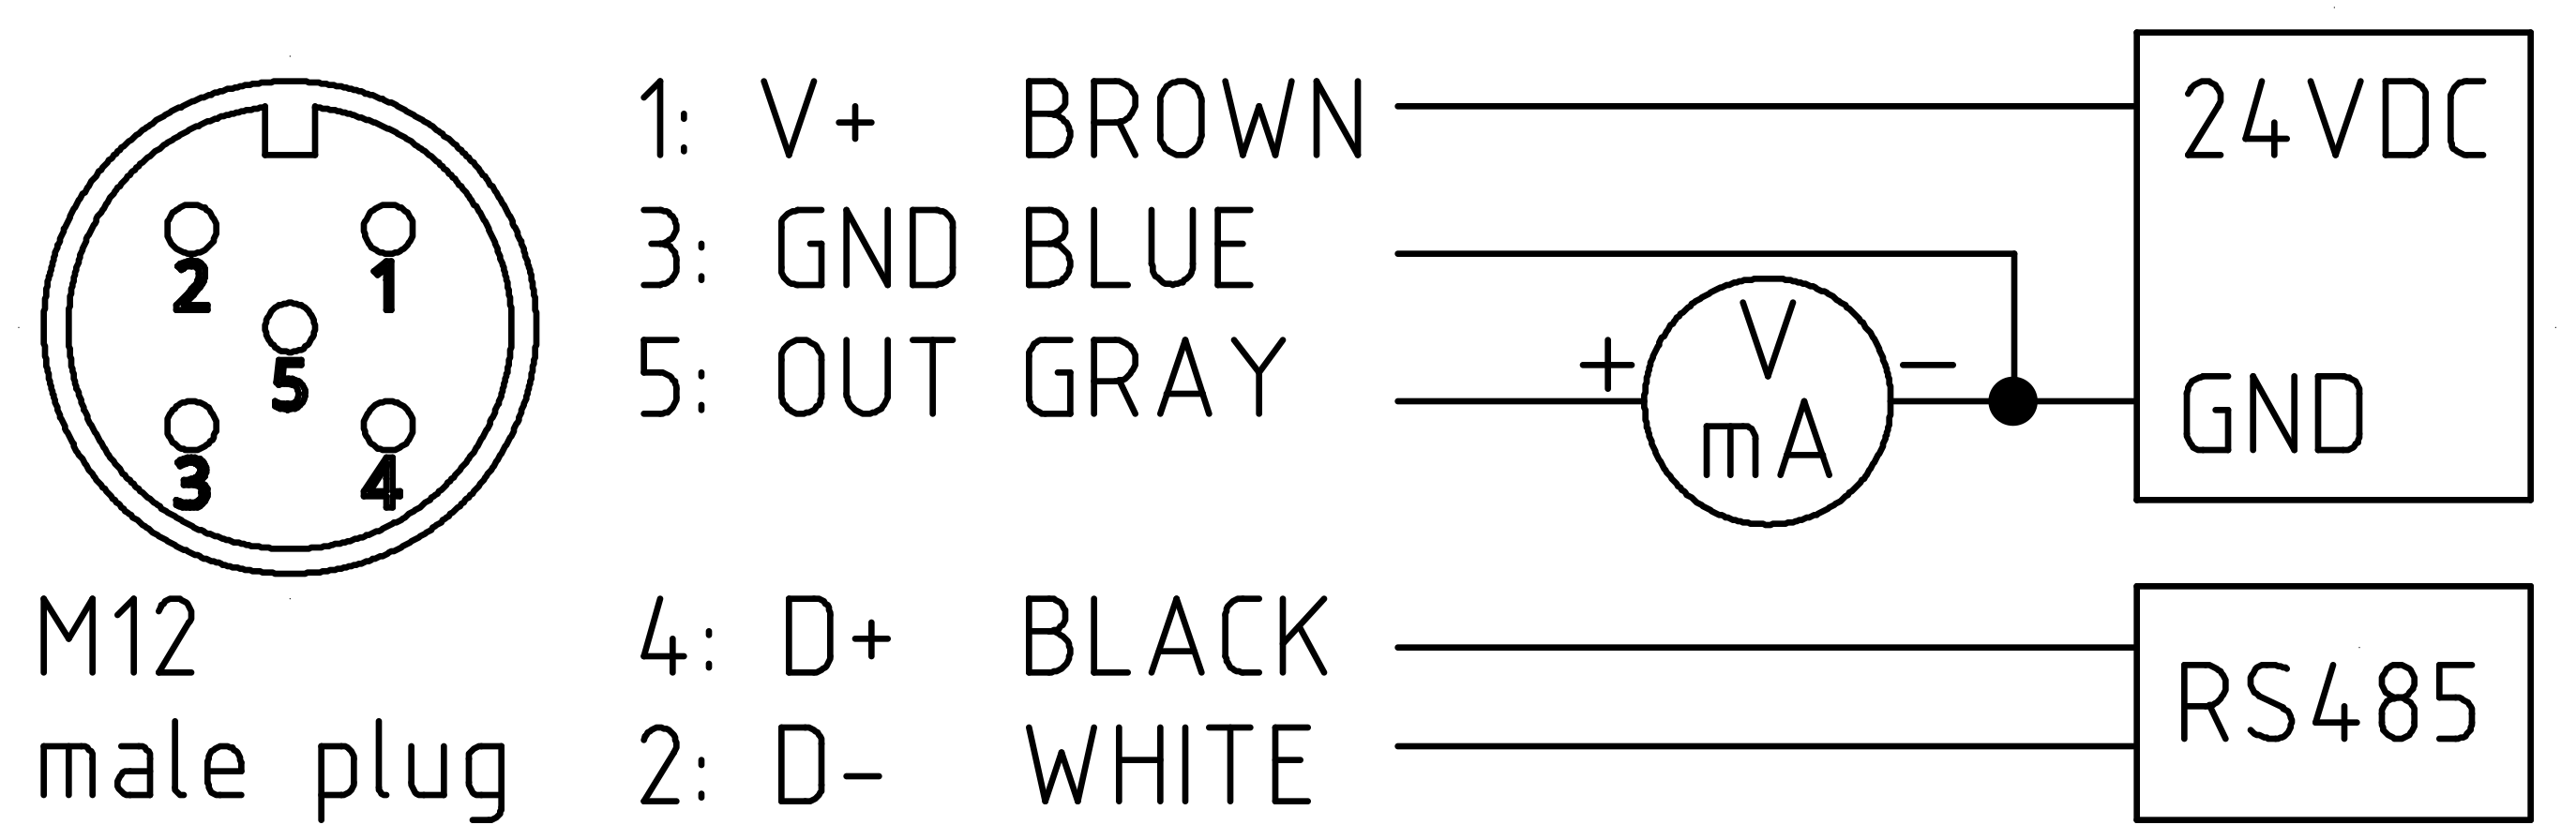 2 1
5
3 4
M12
male plug
1: V+ BROWN
3: GND BLUE
5: OUT GRAY
4: D+ BLACK
2: D- WHITE
+ V -
mA
24VDC
GND
RS485